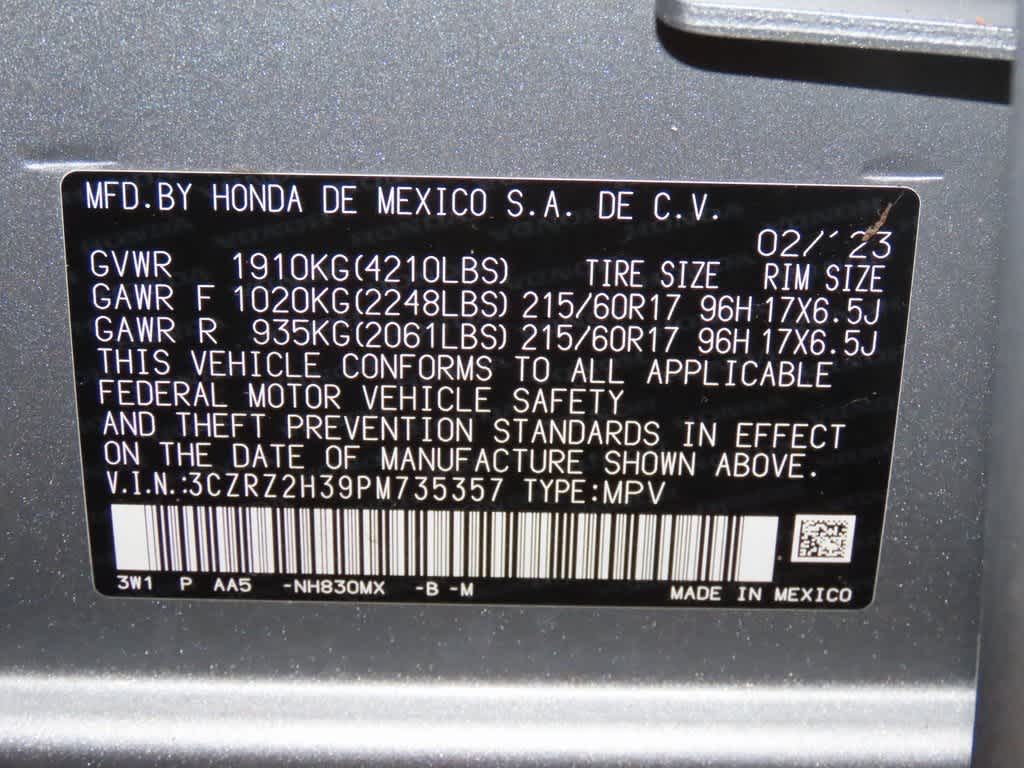 MFD.BY HONDA DE MEXICO S.A. DE C.V.
02/'23
GVWR 1910KG(4210LBS) TIRE SIZE RIM SIZE
GAWR F 1020KG(2248LBS) 215/60R17 96H 17X6.5J
GAWR R 935KG(2061LBS) 215/60R17 96H 17X6.5J
THIS VEHICLE CONFORMS TO ALL APPLICABLE
FEDERAL MOTOR VEHICLE SAFETY
AND THEFT PREVENTION STANDARDS IN EFFECT
ON THE DATE OF MANUFACTURE SHOWN ABOVE.
V.I.N.:3CZRZ2H39PM735357 TYPE:MPV
3W1 P AA5 -NH830MX -B -M MADE IN MEXICO